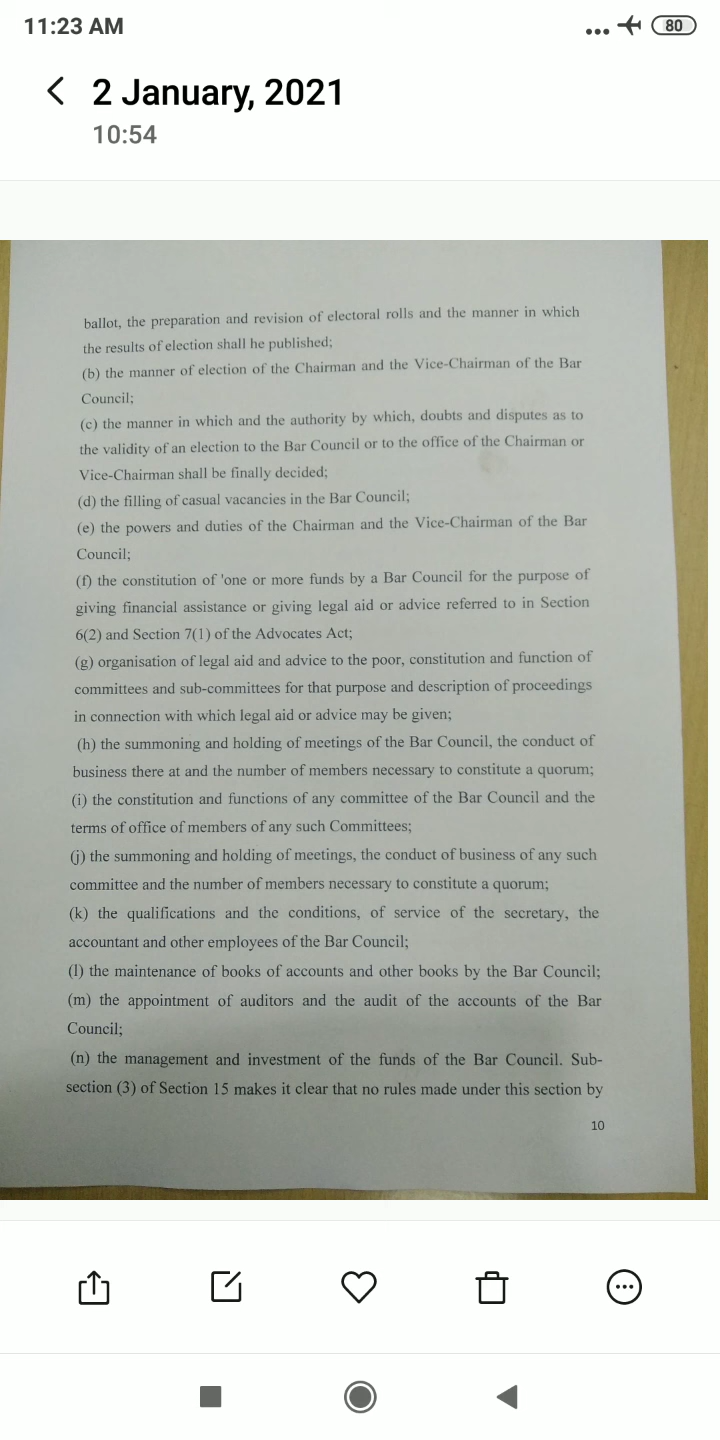 11:23 AM
80
2 January, 2021
10:54
ballot, the preparation and revision of electoral rolls and the manner in which
the results of election shall he published;
(b) the manner of election of the Chairman and the Vice-Chairman of the Bar
Council;
(c) the manner in which and the authority by which, doubts and disputes as to
the validity of an election to the Bar Council or to the office of the Chairman or
Vice-Chairman shall be finally decided;
(d) the filling of casual vacancies in the Bar Council;
(e) the powers and duties of the Chairman and the Vice-Chairman of the Bar
Council;
(f) the constitution of 'one or more funds by a Bar Council for the purpose of
giving financial assistance or giving legal aid or advice referred to in Section
6(2) and Section 7(1) of the Advocates Act;
(g) organisation of legal aid and advice to the poor, constitution and function of
committees and sub-committees for that purpose and description of proceedings
in connection with which legal aid or advice may be given;
(h) the summoning and holding of meetings of the Bar Council, the conduct of
business there at and the number of members necessary to constitute a quorum;
(i) the constitution and functions of any committee of the Bar Council and the
terms of office of members of any such Committees;
(j) the summoning and holding of meetings, the conduct of business of any such
committee and the number of members necessary to constitute a quorum;
(k) the qualifications and the conditions, of service of the secretary, the
accountant and other employees of the Bar Council;
(l) the maintenance of books of accounts and other books by the Bar Council;
(m) the appointment of auditors and the audit of the accounts of the Bar
Council;
(n) the management and investment of the funds of the Bar Council. Sub-
section (3) of Section 15 makes it clear that no rules made under this section by
10